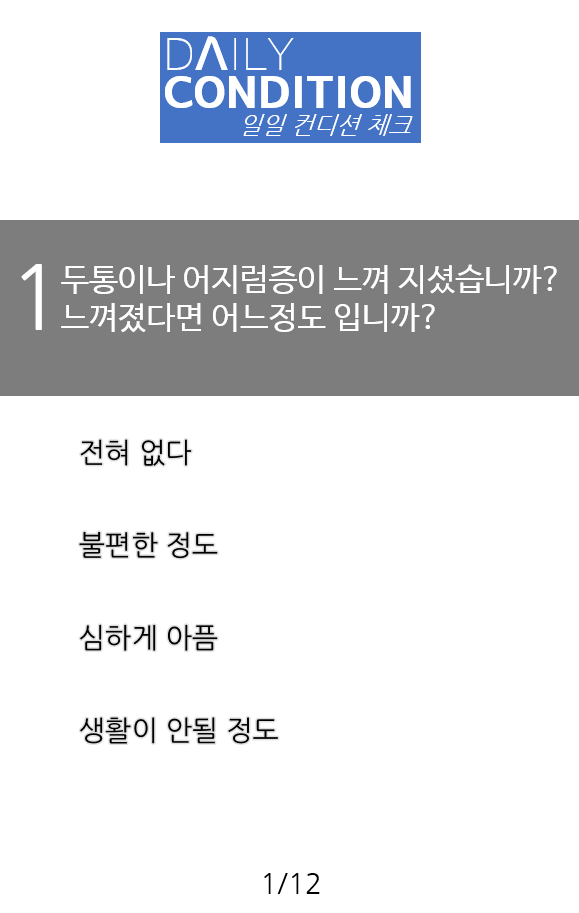 DAILY
CONDITION
일일 컨디션 체크
1 두통이나 어지럼증이 느껴 지셨습니까?
느껴졌다면 어느정도 입니까?
전혀 없다
불편한 정도
심하게 아픔
생활이 안될 정도
1/12